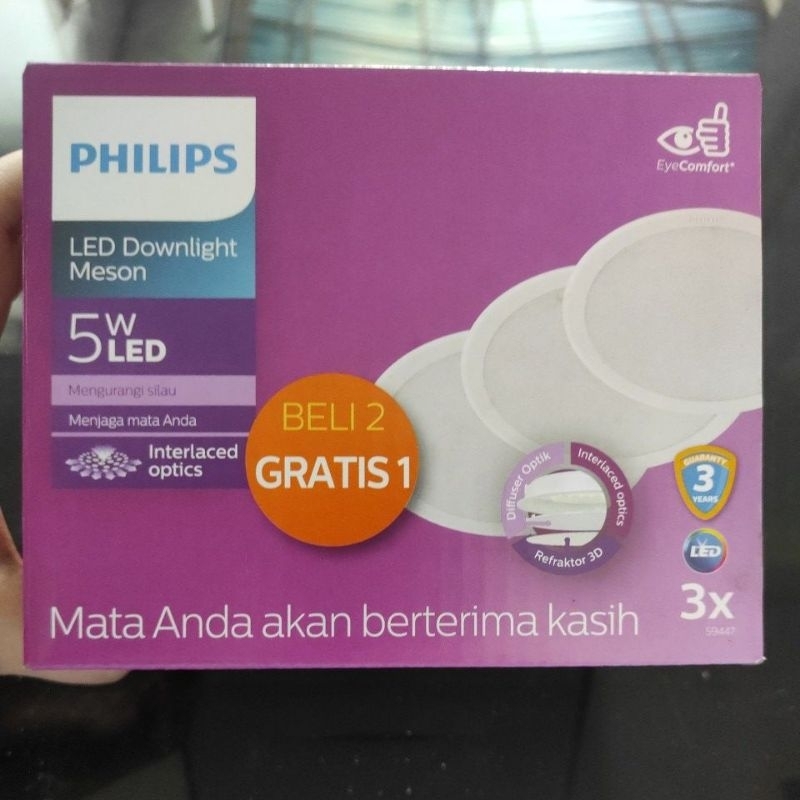 PHILIPS
LED Downlight
Meson
5W
LED
Mengurangi silau
Menjaga mata Anda
Interlaced
optics
EyeComfort*
BELI 2
GRATIS 1
Diffuser Optik
Interlaced optics
Refraktor 3D
GUARANTY
3
YEARS
LED
3x
59447
Mata Anda akan berterima kasih